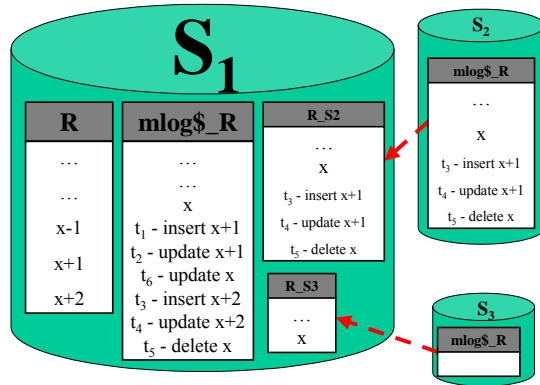 S1
R
…
…
x-1
x+1
x+2
mlog$_R
…
…
x
t1 - insert x+1
t2 - update x+1
t6 - update x
t3 - insert x+2
t4 - update x+2
t5 - delete x
R_S2
…
x
t3 - insert x+1
t4 - update x+1
t5 - delete x
R_S3
…
x
S2
mlog$_R
…
x
t3 - insert x+1
t4 - update x+1
t5 - delete x
S3
mlog$_R